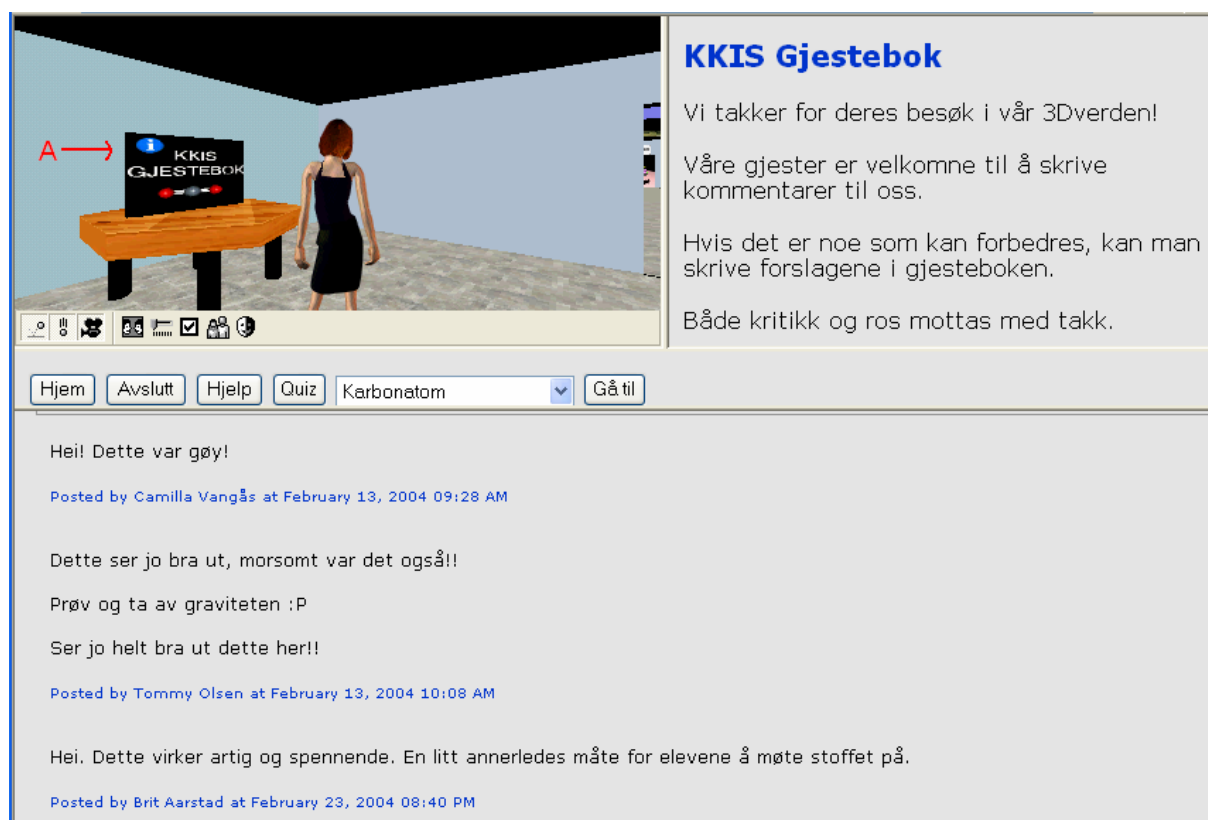 A
i
KKIS
GJESTEBOK
KKIS Gjestebok
Vi takker for deres besøk i vår 3Dverden!
Våre gjester er velkomne til å skrive
kommentarer til oss.
Hvis det er noe som kan forbedres, kan man
skrive forslagene i gjesteboken.
Både kritikk og ros mottas med takk.
Hjem Avslutt Hjelp Quiz Karbonatom Gå til
Hei! Dette var gøy!
Posted by Camilla Vangås at February 13, 2004 09:28 AM
Dette ser jo bra ut, morsomt var det også!!
Prøv og ta av graviteten :P
Ser jo helt bra ut dette her!!
Posted by Tommy Olsen at February 13, 2004 10:08 AM
Hei. Dette virker artig og spennende. En litt annerledes måte for elevene å møte stoffet på.
Posted by Brit Aarstad at February 23, 2004 08:40 PM